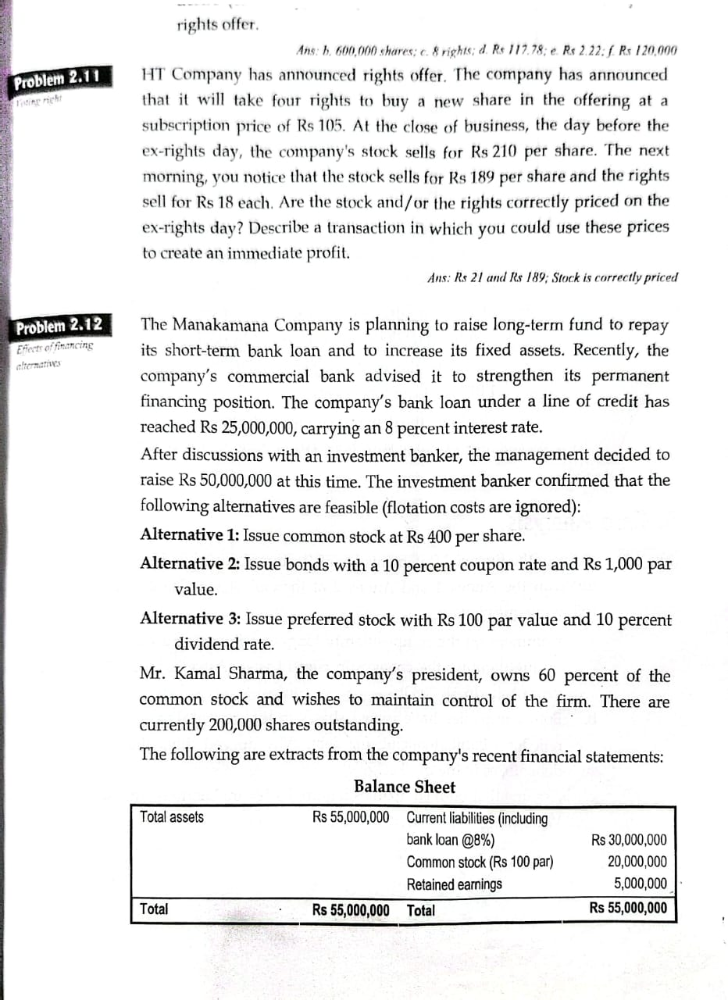 rights offer.
Ans: b. 600,000 shares; c. 8 rights; d. Rs 117.78; e. Rs 2.22; f. Rs 120,000
Problem 2.11
Voting right
HT Company has announced rights offer. The company has announced
that it will take four rights to buy a new share in the offering at a
subscription price of Rs 105. At the close of business, the day before the
ex-rights day, the company's stock sells for Rs 210 per share. The next
morning, you notice that the stock sells for Rs 189 per share and the rights
sell for Rs 18 each. Are the stock and/or the rights correctly priced on the
ex-rights day? Describe a transaction in which you could use these prices
to create an immediate profit.
Ans: Rs 21 and Rs 189; Stock is correctly priced
Problem 2.12
Effects of financing
alternatives
The Manakamana Company is planning to raise long-term fund to repay
its short-term bank loan and to increase its fixed assets. Recently, the
company's commercial bank advised it to strengthen its permanent
financing position. The company's bank loan under a line of credit has
reached Rs 25,000,000, carrying an 8 percent interest rate.
After discussions with an investment banker, the management decided to
raise Rs 50,000,000 at this time. The investment banker confirmed that the
following alternatives are feasible (flotation costs are ignored):
Alternative 1: Issue common stock at Rs 400 per share.
Alternative 2: Issue bonds with a 10 percent coupon rate and Rs 1,000 par
value.
Alternative 3: Issue preferred stock with Rs 100 par value and 10 percent
dividend rate.
Mr. Kamal Sharma, the company's president, owns 60 percent of the
common stock and wishes to maintain control of the firm. There are
currently 200,000 shares outstanding.
The following are extracts from the company's recent financial statements:
Balance Sheet
Total assets Rs 55,000,000 Current liabilities (including
bank loan @8%) Rs 30,000,000
Common stock (Rs 100 par) 20,000,000
Retained earnings 5,000,000
Total Rs 55,000,000 Total Rs 55,000,000